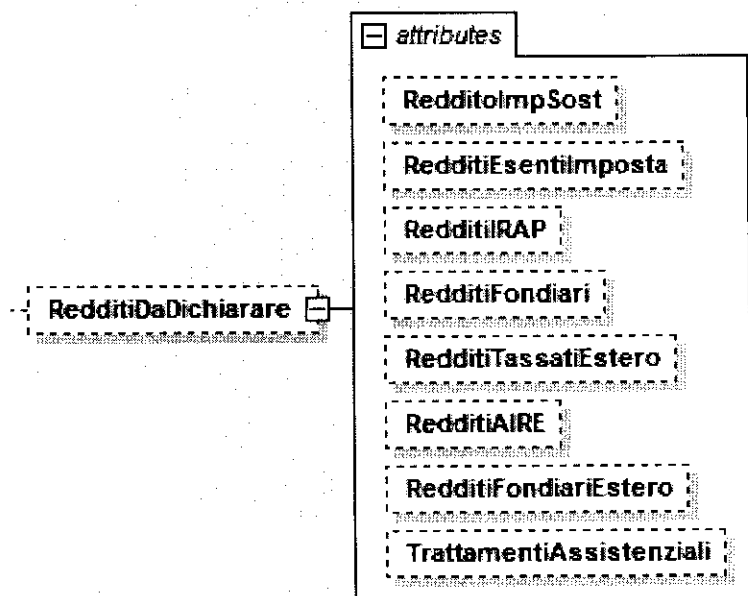 attributes
RedditoImpSost
RedditiEsentiImposta
RedditiIRAP
RedditiFondiari
RedditiDaDichiarare
RedditiTassatiEstero
RedditiAIRE
RedditiFondiariEstero
TrattamentiAssistenziali